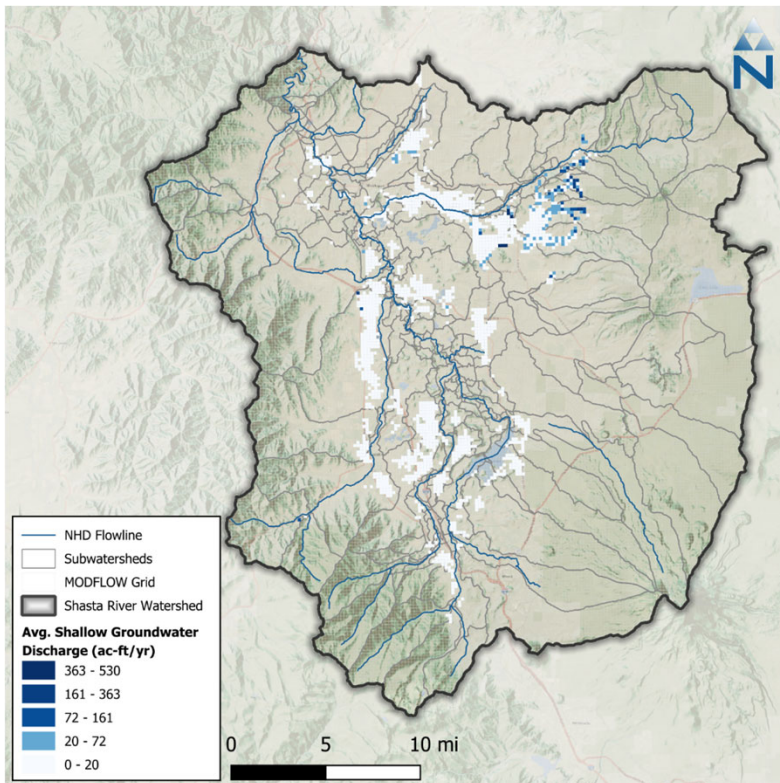 N
NHD Flowline
Subwatersheds
MODFLOW Grid
Shasta River Watershed
Avg. Shallow Groundwater
Discharge (ac-ft/yr)
363 - 530
161 - 363
72 - 161
20 - 72
0 - 20
0 5 10 mi